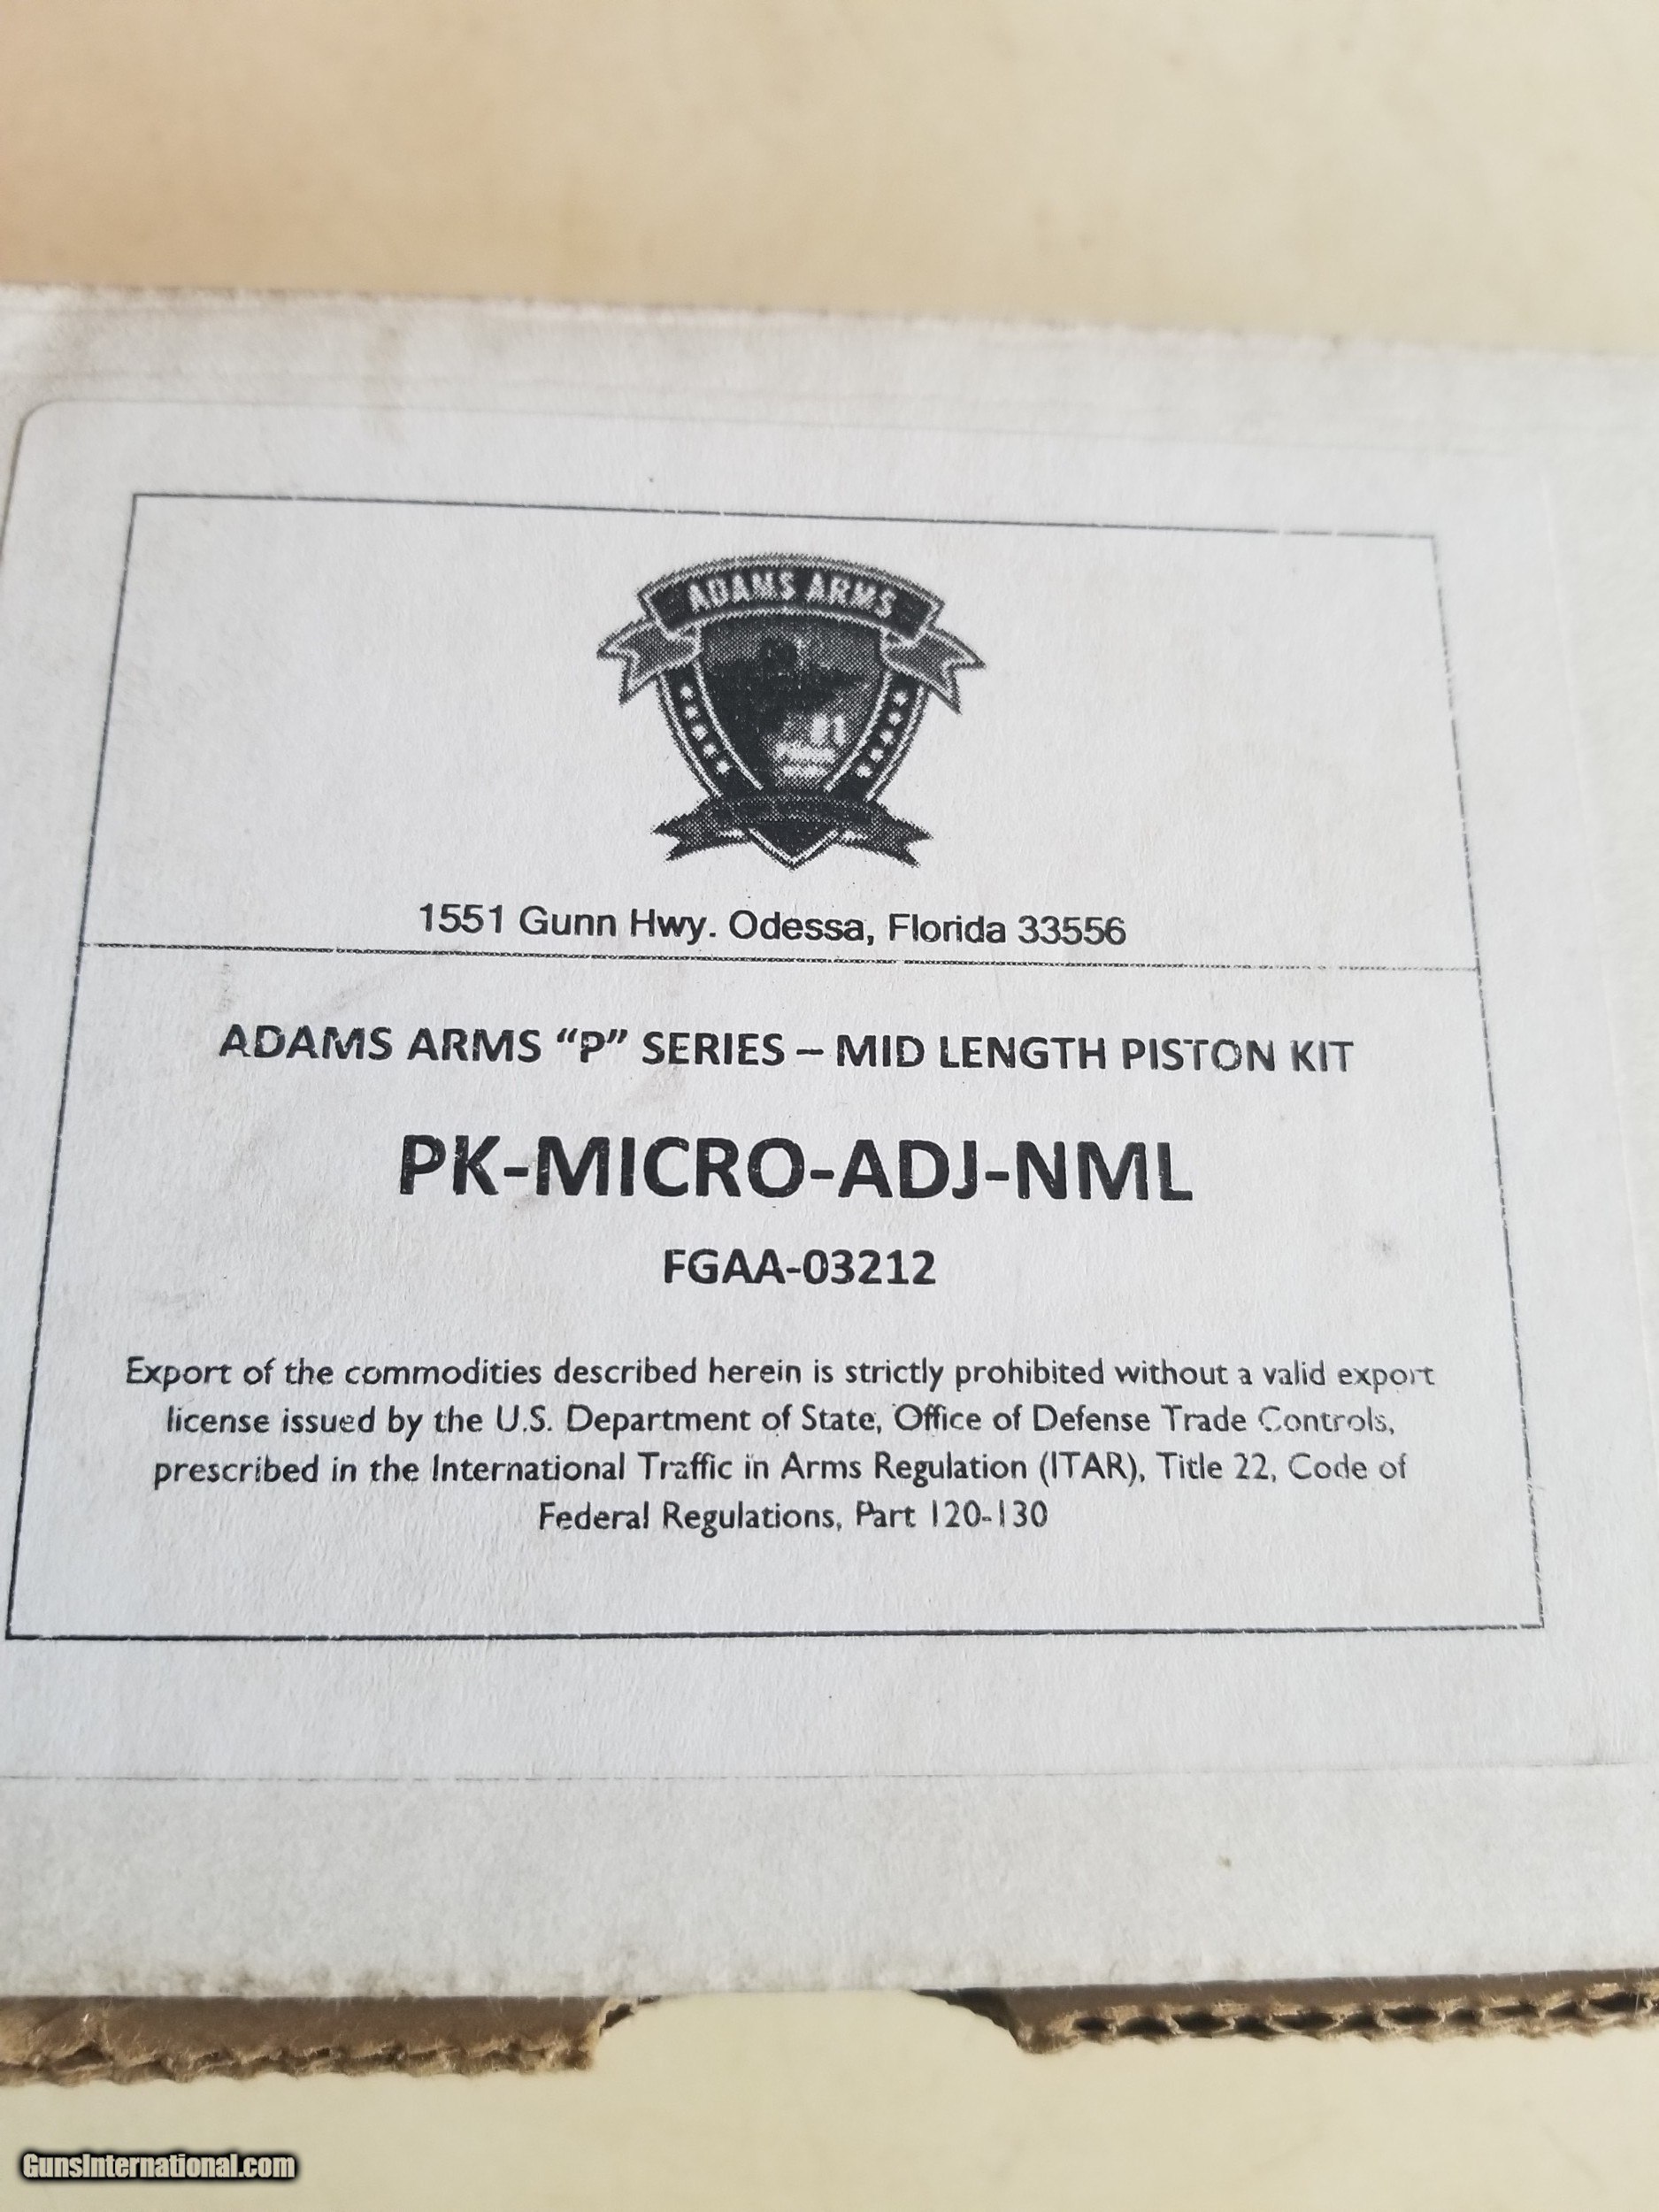 ADAMS ARMS
1551 Gunn Hwy. Odessa, Florida 33556
ADAMS ARMS “P” SERIES – MID LENGTH PISTON KIT
PK-MICRO-ADJ-NML
FGAA-03212
Export of the commodities described herein is strictly prohibited without a valid export
license issued by the U.S. Department of State, Office of Defense Trade Controls,
prescribed in the International Traffic in Arms Regulation (ITAR), Title 22, Code of
Federal Regulations, Part 120-130
GunsInternational.com